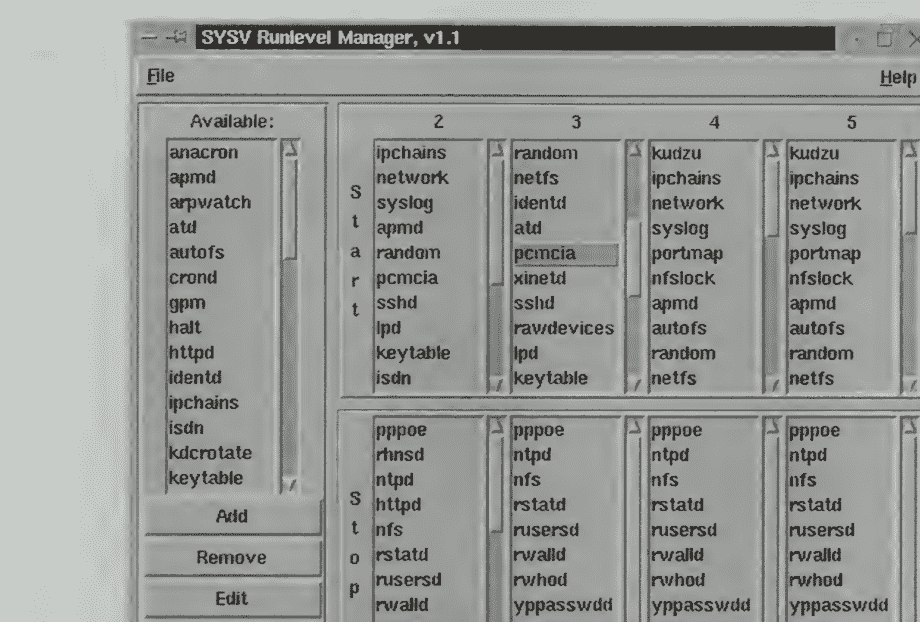 SYSV Runlevel Manager, v1.1
File Help
Available: 2 3 4 5
anacron
apmd
arpwatch
atd
autofs
crond
gpm
halt
httpd
identd
ipchains
isdn
kdcrotate
keytable
Add
Remove
Edit
Start
ipchains
network
syslog
apmd
random
pcmcia
sshd
lpd
keytable
isdn
random
netfs
identd
atd
pcmcia
xinetd
sshd
rawdevices
lpd
keytable
kudzu
ipchains
network
syslog
portmap
nfslock
apmd
autofs
random
netfs
kudzu
ipchains
network
syslog
portmap
nfslock
apmd
autofs
random
netfs
Stop
pppoe
rhnsd
ntpd
httpd
nfs
rstatd
rusersd
rwalld
pppoe
ntpd
nfs
rstatd
rusersd
rwalld
rwhod
yppasswdd
pppoe
ntpd
nfs
rstatd
rusersd
rwalld
rwhod
yppasswdd
pppoe
ntpd
nfs
rstatd
rusersd
rwalld
rwhod
yppasswdd